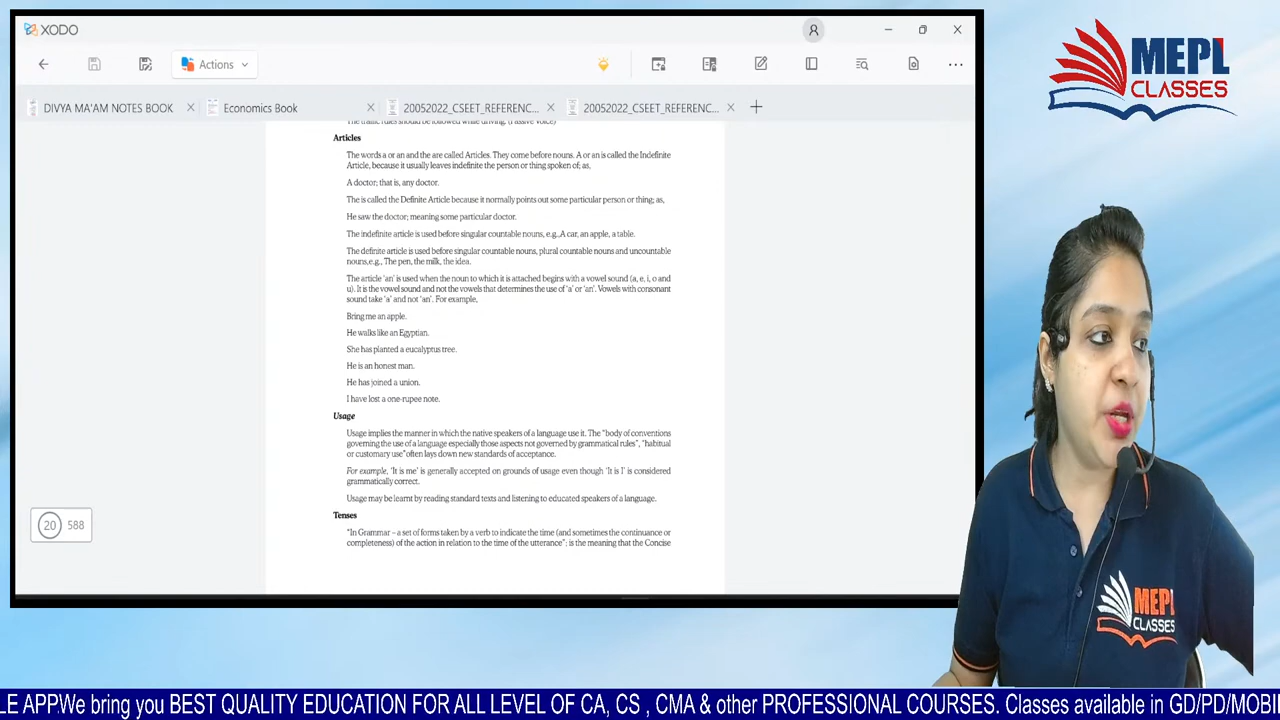 XODO
Actions
DIVYA MA'AM NOTES BOOK
Economics Book
20052022_CSEET_REFERENC...
20052022_CSEET_REFERENC...
MEPL
CLASSES
The traffic rules should be followed while driving. (Passive Voice)
Articles
The words a or an and the are called Articles. They come before nouns. A or an is called the Indefinite
Article, because it usually leaves indefinite the person or thing spoken of; as,
A doctor; that is, any doctor.
The is called the Definite Article because it normally points out some particular person or thing; as,
He saw the doctor; meaning some particular doctor.
The indefinite article is used before singular countable nouns, e.g.,A car, an apple, a table.
The definite article is used before singular countable nouns, plural countable nouns and uncountable
nouns,e.g., The pen, the milk, the idea.
The article 'an' is used when the noun to which it is attached begins with a vowel sound (a, e, i, o and
u). It is the vowel sound and not the vowels that determines the use of 'a' or 'an'. Vowels with consonant
sound take 'a' and not 'an'. For example,
Bring me an apple.
He walks like an Egyptian.
She has planted a eucalyptus tree.
He is an honest man.
He has joined a union.
I have lost a one-rupee note.
Usage
Usage implies the manner in which the native speakers of a language use it. The "body of conventions
governing the use of a language especially those aspects not governed by grammatical rules", "habitual
or customary use"often lays down new standards of acceptance.
For example, 'It is me' is generally accepted on grounds of usage even though 'It is I' is considered
grammatically correct.
Usage may be learnt by reading standard tests and listening to educated speakers of a language.
Tenses
"In Grammar – a set of forms taken by a verb to indicate the time (and sometimes the continuance or
completeness) of the action in relation to the time of the utterance"; is the meaning that the Concise
20 588
MEPL
CLASSES
LE APP.We bring you BEST QUALITY EDUCATION FOR ALL LEVEL OF CA, CS , CMA & other PROFESSIONAL COURSES. Classes available in GD/PD/MOBI